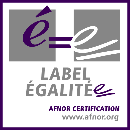 é=e
LABEL
ÉGALITÉ e
AFNOR CERTIFICATION
www.afnor.org